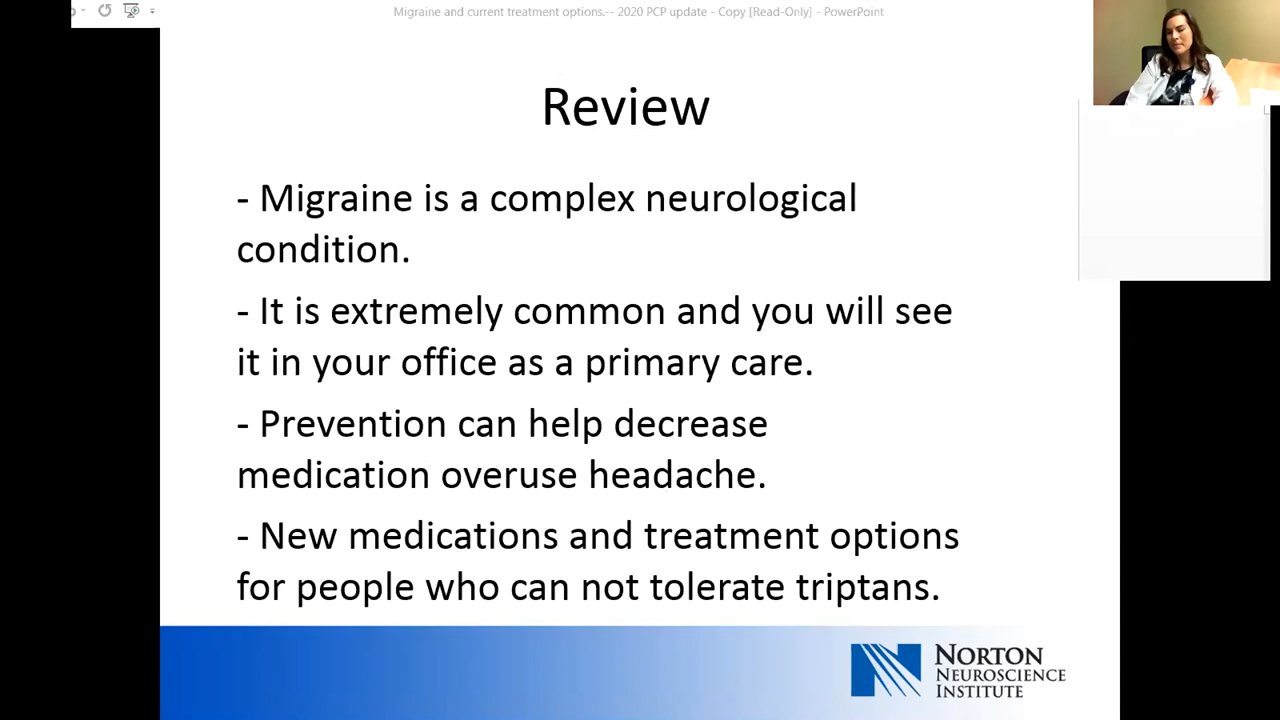 Migraine and current treatment options.-- 2020 PCP update - Copy [Read-Only] - PowerPoint
Review
- Migraine is a complex neurological
condition.
- It is extremely common and you will see
it in your office as a primary care.
- Prevention can help decrease
medication overuse headache.
- New medications and treatment options
for people who can not tolerate triptans.
NORTON
NEUROSCIENCE
INSTITUTE